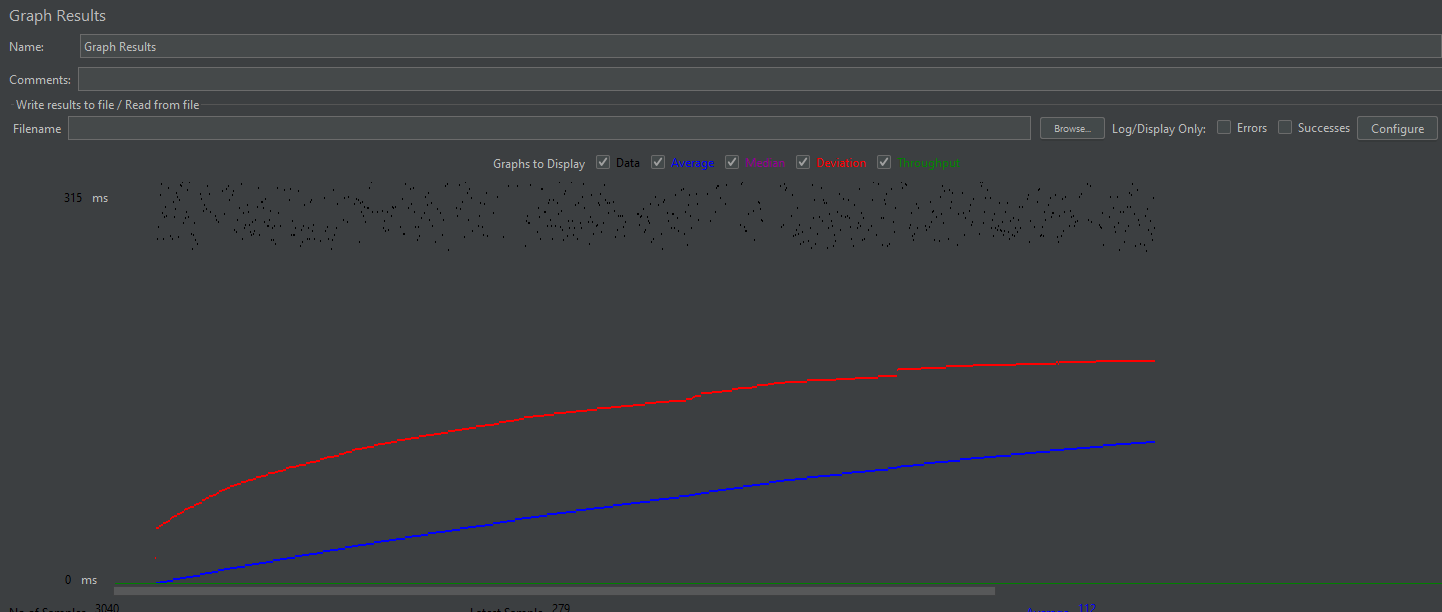 Graph Results
Name: Graph Results
Comments:
Write results to file / Read from file
Filename Browse... Log/Display Only: Errors Successes Configure
Graphs to Display Data Average Median Deviation Throughput
315 ms
0 ms
No of Samples 3040 Latest Sample 279 Average 112